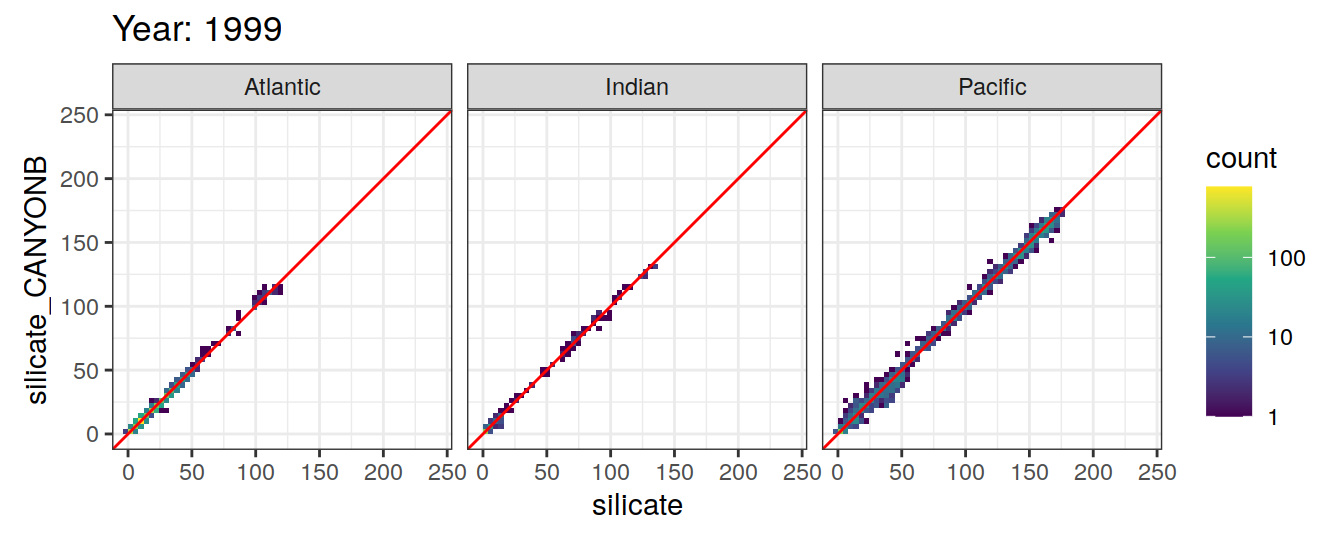 Year: 1999
Atlantic
Indian
Pacific
silicate_CANYONB
250
200
150
100
50
0
0 50 100 150 200 250
0 50 100 150 200 250
0 50 100 150 200 250
silicate
count
100
10
1